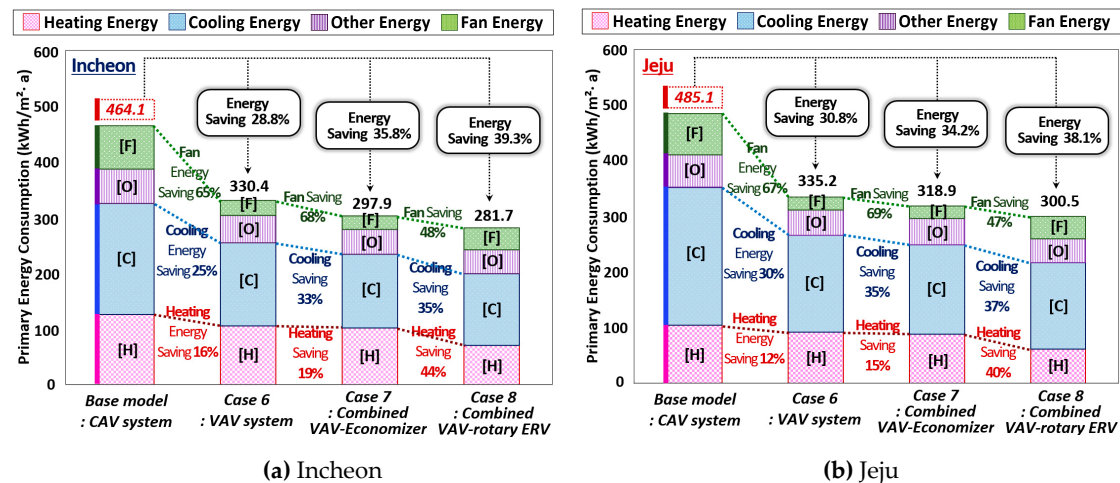 Heating Energy Cooling Energy Other Energy Fan Energy
Primary Energy Consumption (kWh/m²· a)
600
500
400
300
200
100
0
Incheon
464.1
Energy
Saving 28.8%
Energy
Saving 35.8%
Energy
Saving 39.3%
[F]
[O]
[C]
[H]
Fan
Energy
Saving 65%
Cooling
Energy
Saving 25%
Heating
Energy
Saving 16%
330.4
[F]
[O]
[C]
[H]
Fan Saving
68%
Cooling
Saving
33%
Heating
Saving
19%
297.9
[F]
[O]
[C]
[H]
Fan Saving
48%
Cooling
Saving
35%
Heating
Saving
44%
281.7
[F]
[O]
[C]
[H]
Base model
: CAV system
Case 6
: VAV system
Case 7
: Combined
VAV-Economizer
Case 8
: Combined
VAV-rotary ERV
(a) Incheon
Heating Energy Cooling Energy Other Energy Fan Energy
Primary Energy Consumption (kWh/m²· a)
600
500
400
300
200
100
0
Jeju
485.1
Energy
Saving 30.8%
Energy
Saving 34.2%
Energy
Saving 38.1%
[F]
[O]
[C]
[H]
Fan
Energy
Saving 67%
Cooling
Energy
Saving 30%
Heating
Energy
Saving 12%
335.2
[F]
[O]
[C]
[H]
Fan Saving
69%
Cooling
Saving
35%
Heating
Saving
15%
318.9
[F]
[O]
[C]
[H]
Fan Saving
47%
Cooling
Saving
37%
Heating
Saving
40%
300.5
[F]
[O]
[C]
[H]
Base model
: CAV system
Case 6
: VAV system
Case 7
: Combined
VAV-Economizer
Case 8
: Combined
VAV-rotary ERV
(b) Jeju